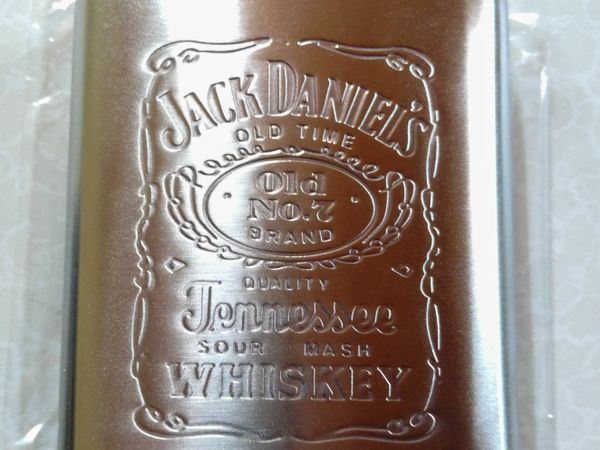 JACK DANIEL'S
OLD TIME
Old
No.7
BRAND
QUALITY
Tennessee
SOUR MASH
WHISKEY